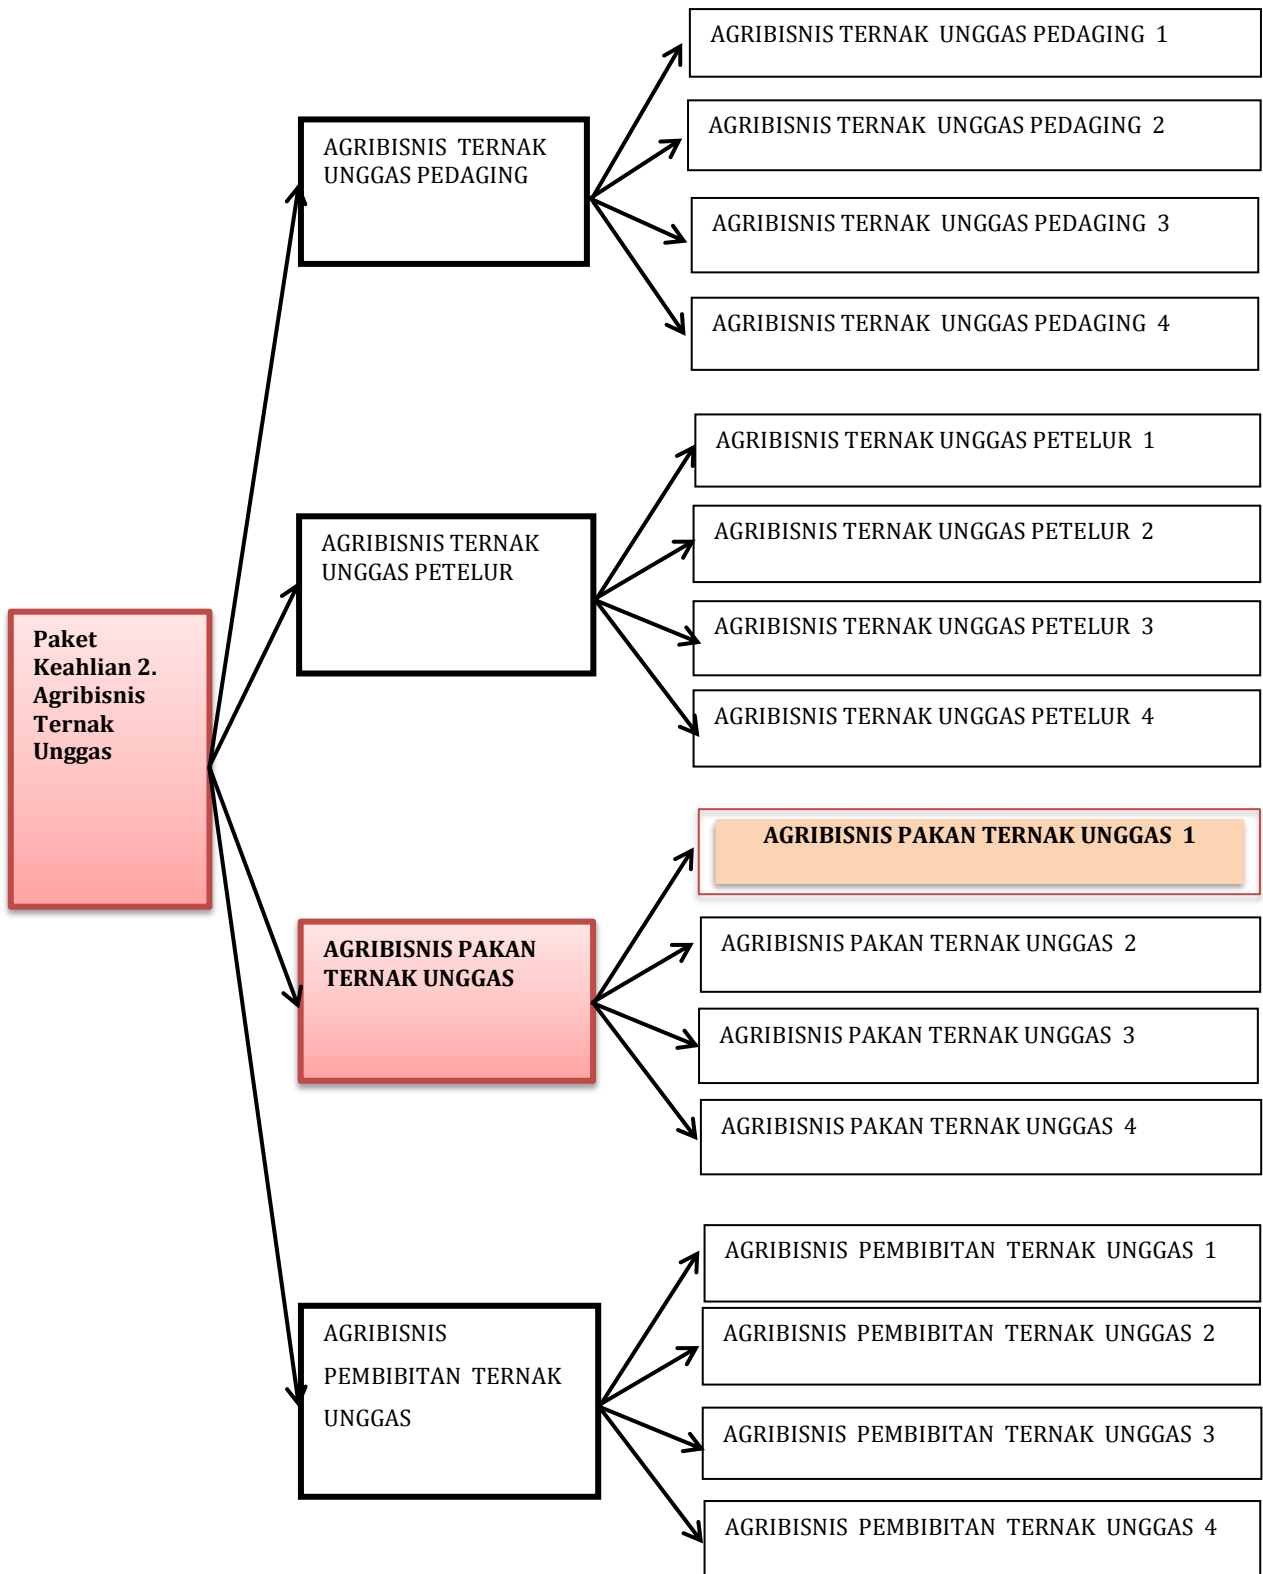 AGRIBISNIS TERNAK UNGGAS PEDAGING 1
AGRIBISNIS TERNAK UNGGAS PEDAGING 2
AGRIBISNIS TERNAK
UNGGAS PEDAGING
AGRIBISNIS TERNAK UNGGAS PEDAGING 3
AGRIBISNIS TERNAK UNGGAS PEDAGING 4
AGRIBISNIS TERNAK UNGGAS PETELUR 1
AGRIBISNIS TERNAK UNGGAS PETELUR 2
AGRIBISNIS TERNAK
UNGGAS PETELUR
AGRIBISNIS TERNAK UNGGAS PETELUR 3
AGRIBISNIS TERNAK UNGGAS PETELUR 4
Paket
Keahlian 2.
Agribisnis
Ternak
Unggas
AGRIBISNIS PAKAN TERNAK UNGGAS 1
AGRIBISNIS PAKAN
TERNAK UNGGAS
AGRIBISNIS PAKAN TERNAK UNGGAS 2
AGRIBISNIS PAKAN TERNAK UNGGAS 3
AGRIBISNIS PAKAN TERNAK UNGGAS 4
AGRIBISNIS PEMBIBITAN TERNAK UNGGAS 1
AGRIBISNIS
PEMBIBITAN TERNAK
UNGGAS
AGRIBISNIS PEMBIBITAN TERNAK UNGGAS 2
AGRIBISNIS PEMBIBITAN TERNAK UNGGAS 3
AGRIBISNIS PEMBIBITAN TERNAK UNGGAS 4